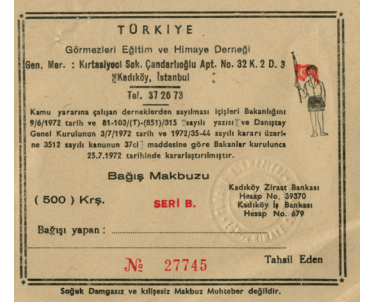 TÜRKİYE
Görmezleri Eğitim ve Himaye Derneği
Gen. Mer. : Kırtasiyeci Sok. Çandarlıoğlu Apt. No. 32 K. 2 D. 3
Kadıköy, İstanbul
Tel. 37 26 73
Kamu yararına çalışan derneklerden sayılması İçişleri Bakanlığını
9/6/1972 tarih ve 81-103/(T)-(851)/315 sayılı yazısı ve Danıştay
Genel Kurulunun 3/7/1972 tarih ve 1972/35-44 sayılı kararı üzeri-
ne 3512 sayılı kanunun 37ci maddesine göre Bakanlar kurulunca
25.7.1972 tarihinde kararlaştırılmıştır.
Bağış Makbuzu
(500) Krş.
SERİ B.
Kadıköy Ziraat Bankası
Hesap No. 39370
Kadıköy İş Bankası
Hesap No. 679
Bağışı yapan :
№ 27745
Tahsil Eden
Soğuk Damgasız ve kılişesiz Makbuz Muhteber değildir.